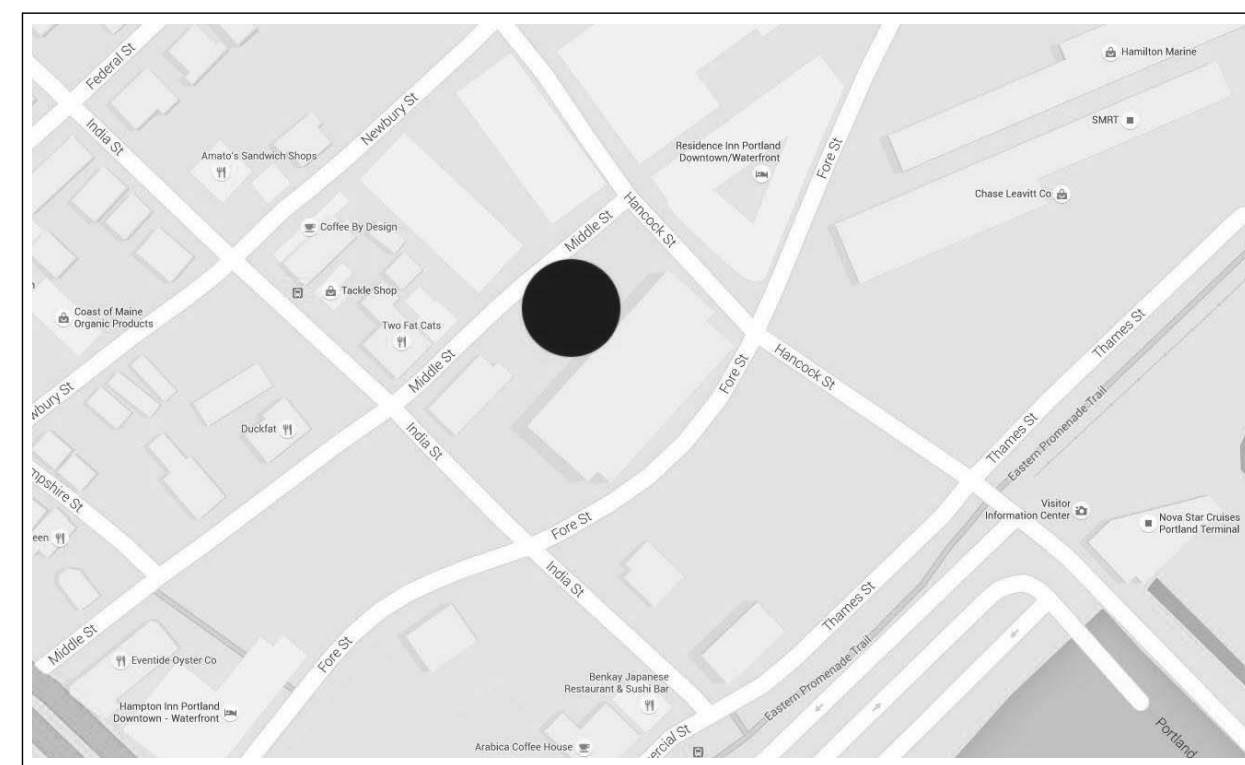 Federal St
Hamilton Marine
India St
Newbury St
SMRT
Amato's Sandwich Shops
Residence Inn Portland
Downtown/Waterfront
Fore St
Chase Leavitt Co
Hancock St
Coffee By Design
Middle St
Tackle Shop
Coast of Maine
Organic Products
Two Fat Cats
Thames St
Middle St
Hancock St
Fore St
wbury St
Eastern Promenade Trail
Duckfat
India St
Thames St
mpshire St
Visitor
Information Center
Nova Star Cruises
Portland Terminal
Fore St
een
India St
Thames St
Middle St
Fore St
Eventide Oyster Co
Eastern Promenade Trail
Benkay Japanese
Restaurant & Sushi Bar
Hampton Inn Portland
Downtown - Waterfront
Portland
ercial St
Arabica Coffee House